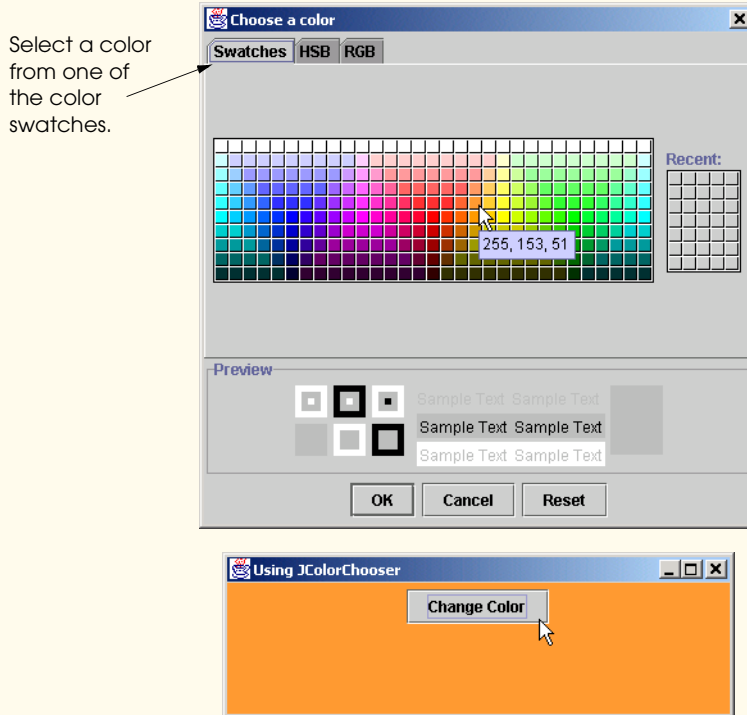 Select a color
from one of
the color
swatches.
Choose a color
Swatches HSB RGB
Recent:
255, 153, 51
Preview
Sample Text Sample Text
Sample Text Sample Text
Sample Text Sample Text
OK Cancel Reset
Using JColorChooser
Change Color